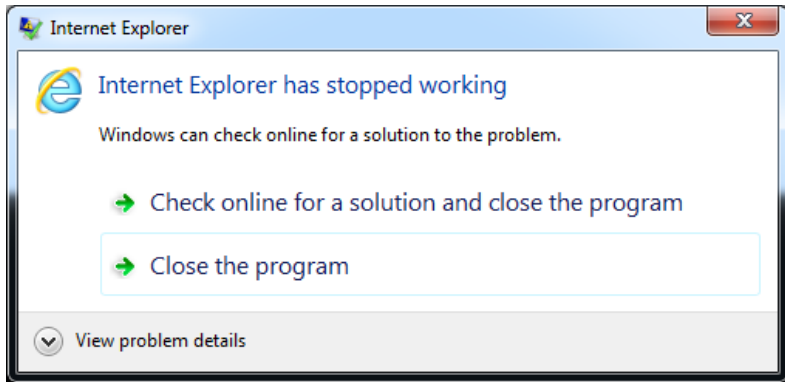 Internet Explorer
Internet Explorer has stopped working
Windows can check online for a solution to the problem.
Check online for a solution and close the program
Close the program
View problem details